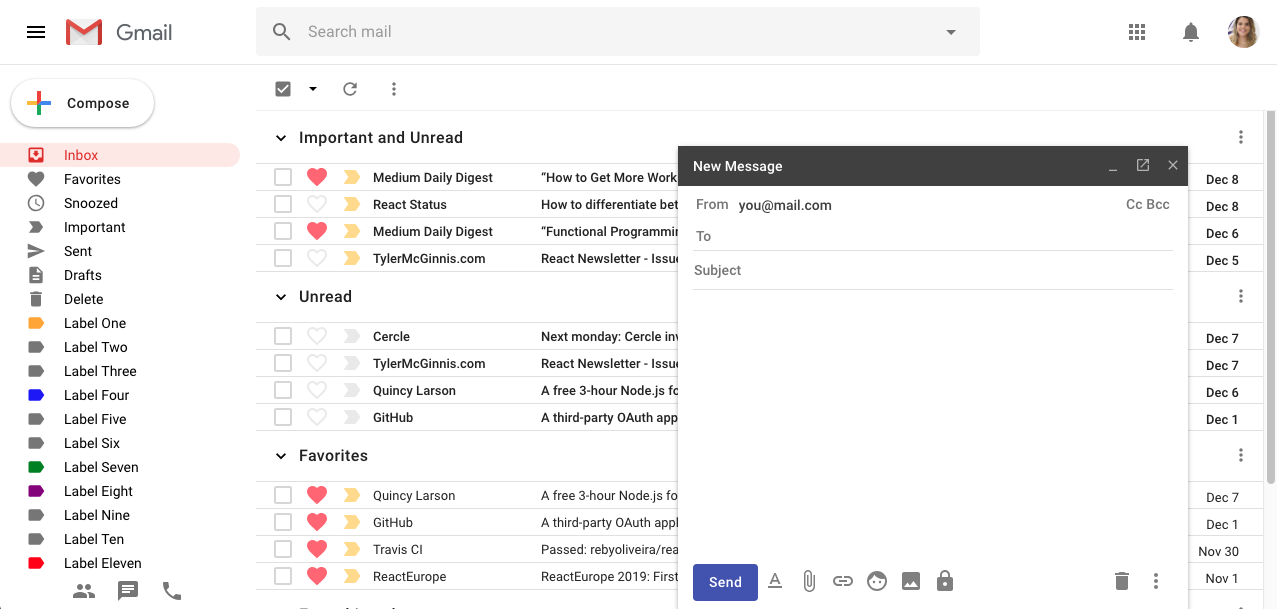 Gmail
Search mail
Compose
Inbox
Favorites
Snoozed
Important
Sent
Drafts
Delete
Label One
Label Two
Label Three
Label Four
Label Five
Label Six
Label Seven
Label Eight
Label Nine
Label Ten
Label Eleven
Important and Unread
Medium Daily Digest “How to Get More Work Dec 8
React Status How to differentiate bet Dec 8
Medium Daily Digest “Functional Programmin Dec 6
TylerMcGinnis.com React Newsletter - Issue Dec 5
Unread
Cercle Next monday: Cercle inv Dec 7
TylerMcGinnis.com React Newsletter - Issue Dec 7
Quincy Larson A free 3-hour Node.js fo Dec 6
GitHub A third-party OAuth app Dec 1
Favorites
Quincy Larson A free 3-hour Node.js fo Dec 7
GitHub A third-party OAuth appl Dec 1
Travis CI Passed: rebyoliveira/rea Nov 30
ReactEurope ReactEurope 2019: First Nov 1
New Message
From you@mail.com Cc Bcc
To
Subject
Send